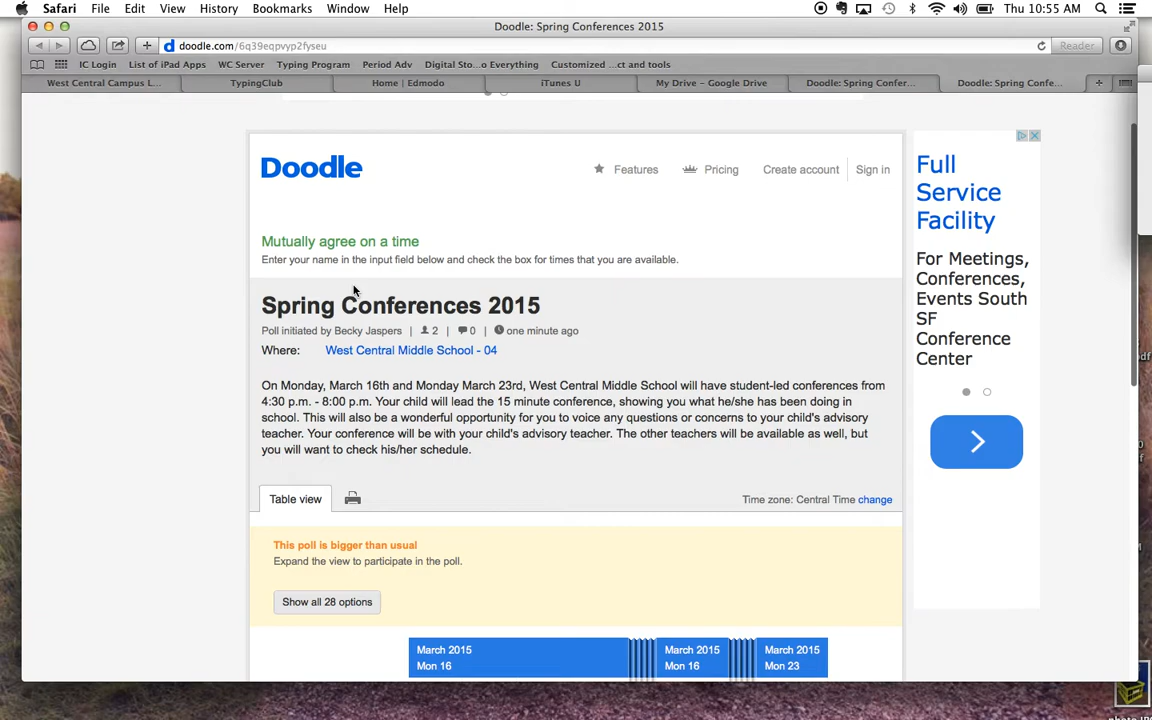 Safari File Edit View History Bookmarks Window Help Thu 10:55 AM
Doodle: Spring Conferences 2015
doodle.com/6q39eqpvyp2fyseu Reader
IC Login List of iPad Apps WC Server Typing Program Period Adv Digital Sto...o Everything Customized ...ct and tools
West Central Campus L... TypingClub Home | Edmodo iTunes U My Drive – Google Drive Doodle: Spring Confer... Doodle: Spring Confe...
Doodle Features Pricing Create account Sign in
Mutually agree on a time
Enter your name in the input field below and check the box for times that you are available.
Spring Conferences 2015
Poll initiated by Becky Jaspers | 2 | 0 | one minute ago
Where: West Central Middle School - 04
On Monday, March 16th and Monday March 23rd, West Central Middle School will have student-led conferences from
4:30 p.m. - 8:00 p.m. Your child will lead the 15 minute conference, showing you what he/she has been doing in
school. This will also be a wonderful opportunity for you to voice any questions or concerns to your child's advisory
teacher. Your conference will be with your child's advisory teacher. The other teachers will be available as well, but
you will want to check his/her schedule.
Table view Time zone: Central Time change
This poll is bigger than usual
Expand the view to participate in the poll.
Show all 28 options
March 2015 March 2015 March 2015
Mon 16 Mon 16 Mon 23
Full
Service
Facility
For Meetings,
Conferences,
Events South
SF
Conference
Center